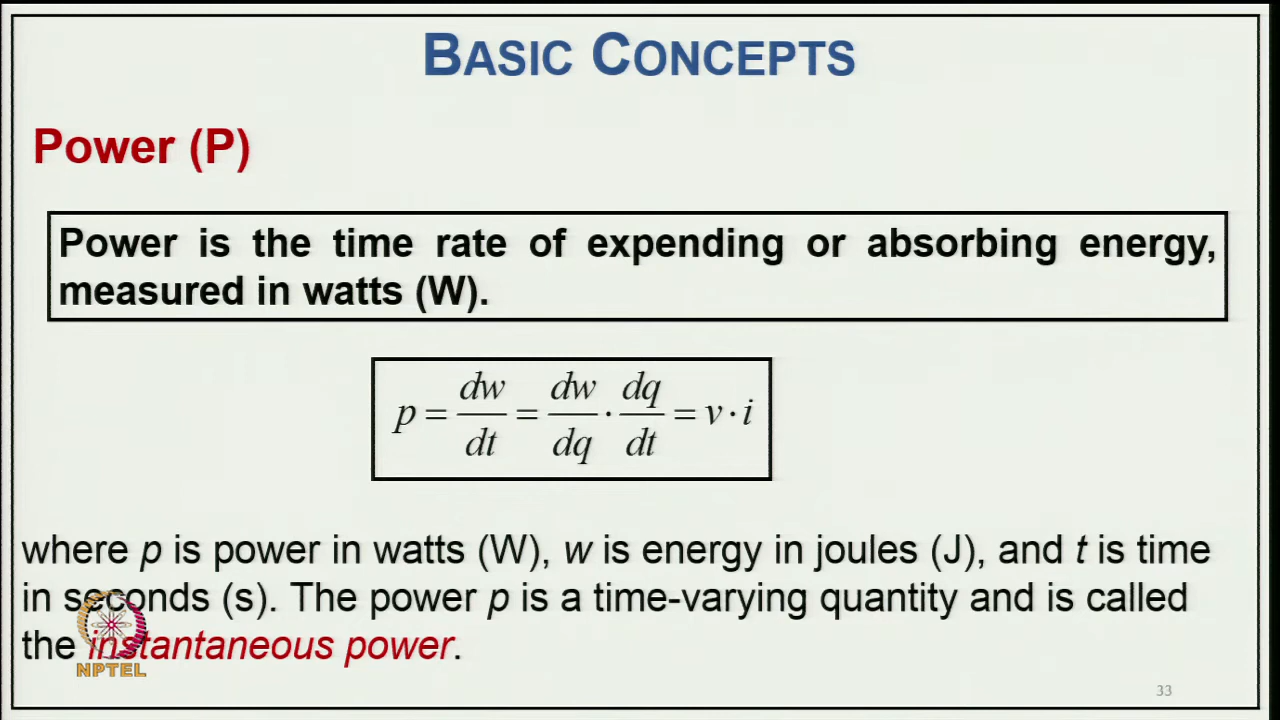 BASIC CONCEPTS
Power (P)
Power is the time rate of expending or absorbing energy,
measured in watts (W).
p = dw/dt = dw/dq · dq/dt = v · i
where p is power in watts (W), w is energy in joules (J), and t is time
in seconds (s). The power p is a time-varying quantity and is called
the instantaneous power.
NPTEL
33